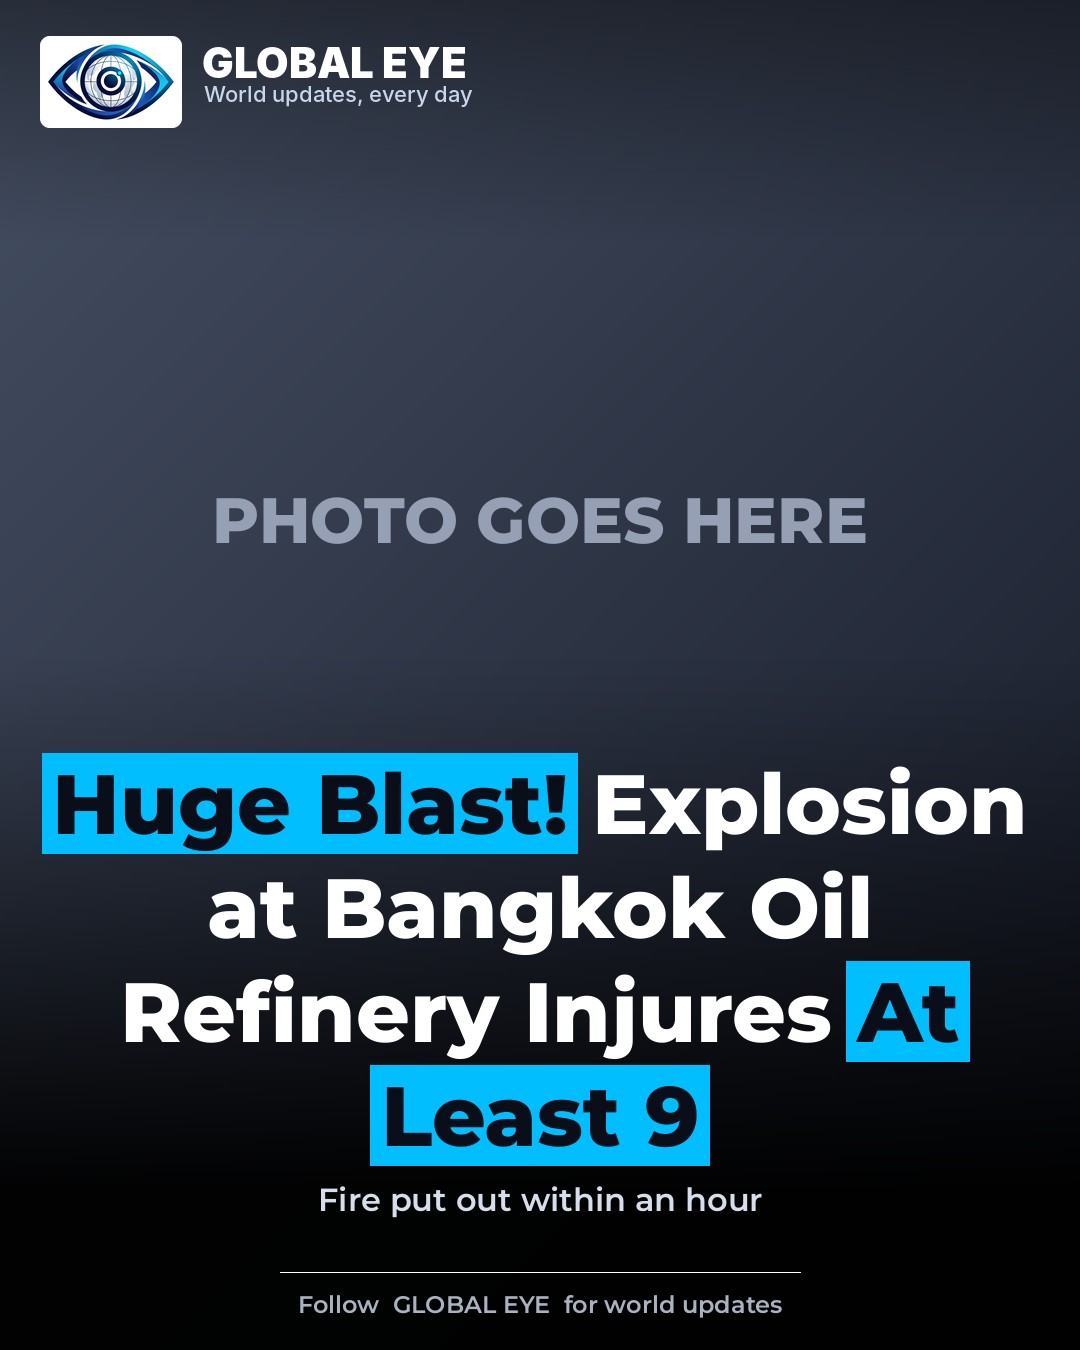 GLOBAL EYE
World updates, every day
PHOTO GOES HERE
Huge Blast! Explosion
at Bangkok Oil
Refinery Injures At
Least 9
Fire put out within an hour
Follow GLOBAL EYE for world updates